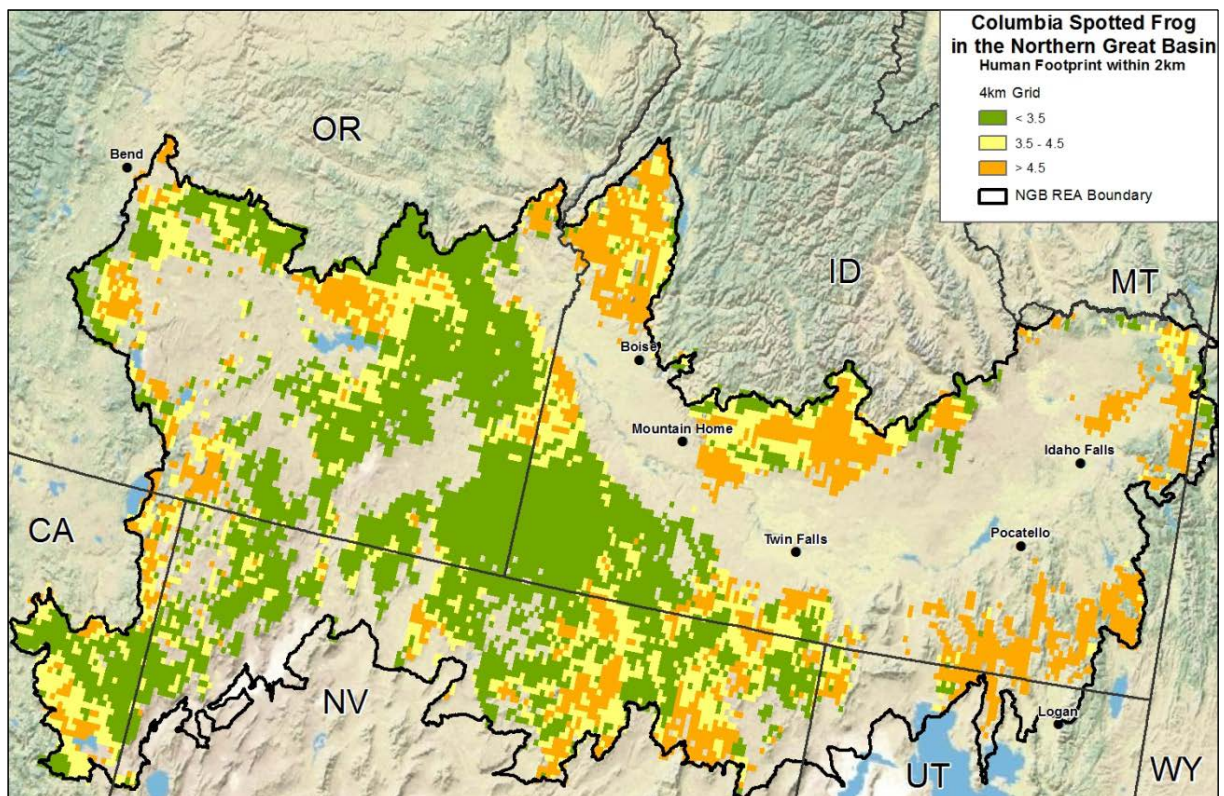 Columbia Spotted Frog
in the Northern Great Basin
Human Footprint within 2km
4km Grid
< 3.5
3.5 - 4.5
> 4.5
NGB REA Boundary
OR
Bend
ID
MT
Boise
Mountain Home
Idaho Falls
CA
Twin Falls
Pocatello
NV
Logan
UT
WY